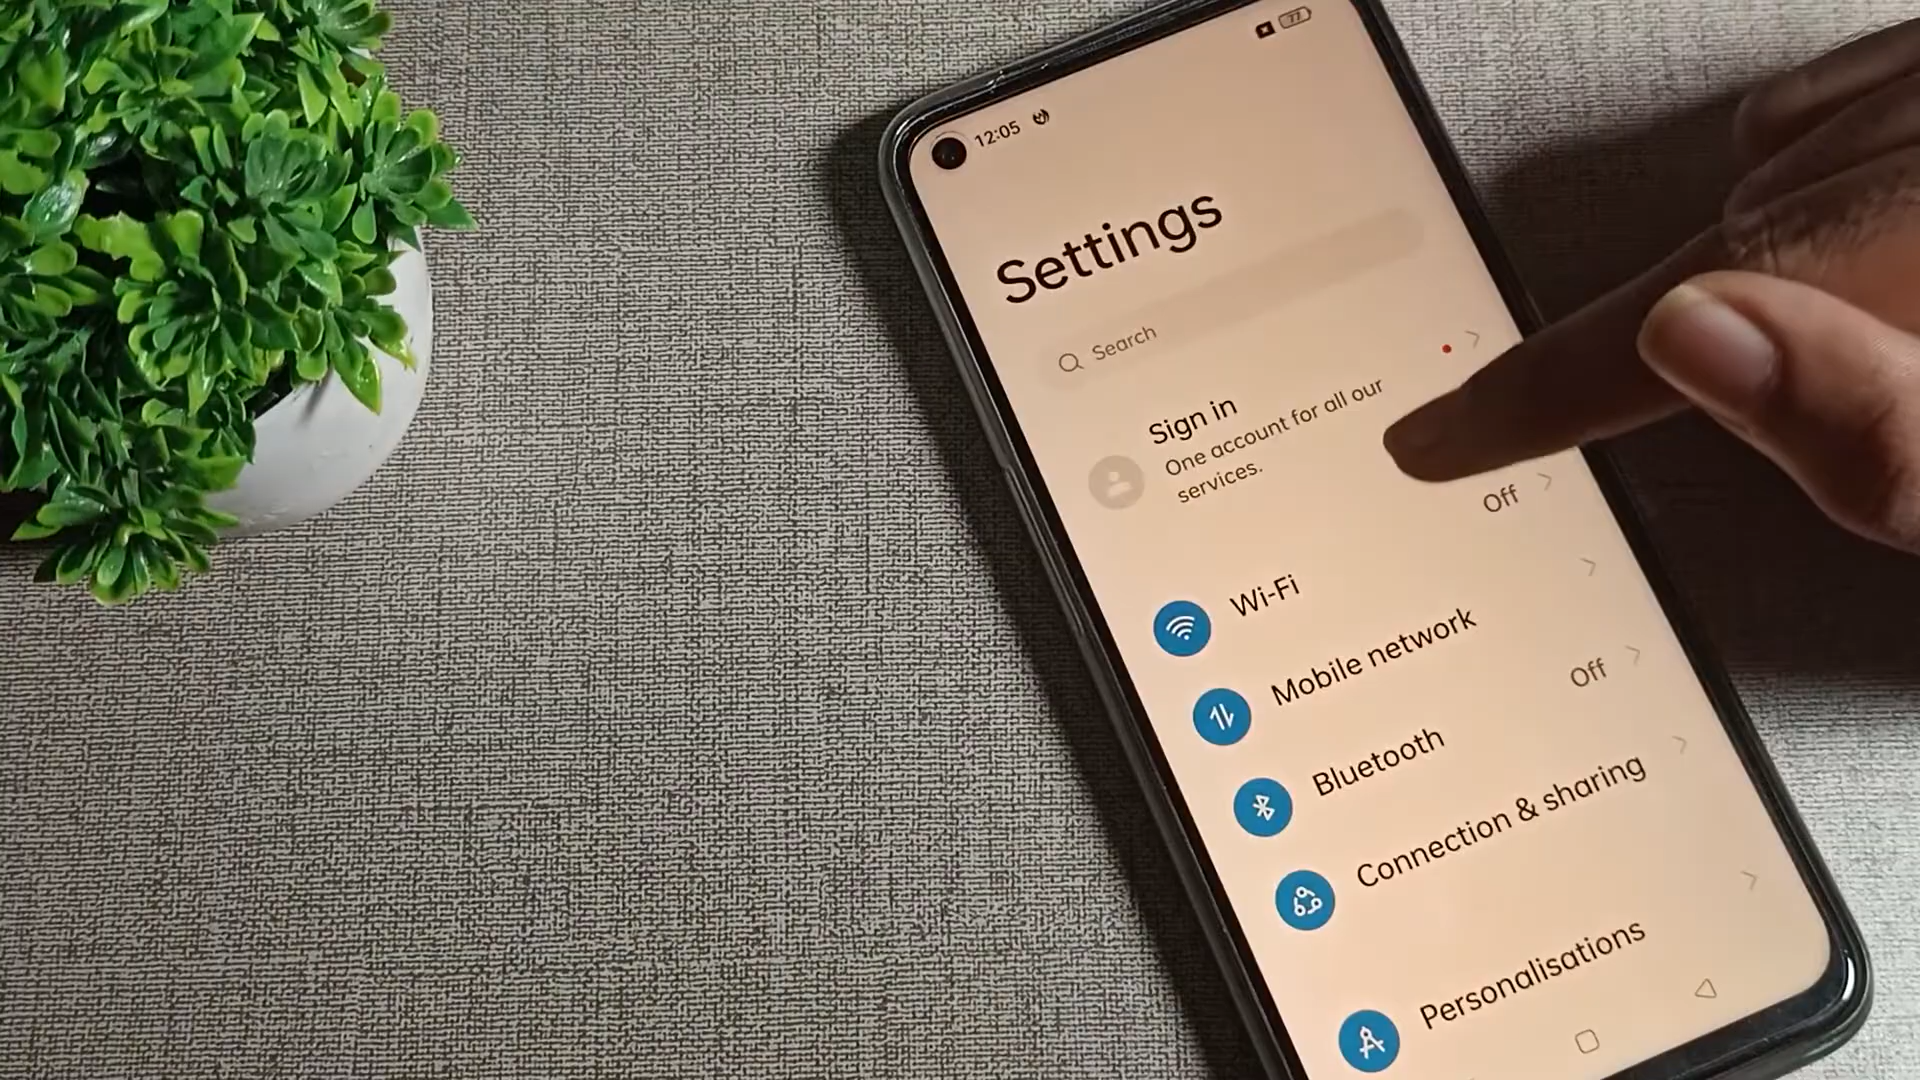 12:05
77
Settings
Search
Sign in
One account for all our
services.
Wi-Fi
Off
Mobile network
Bluetooth
Off
Connection & sharing
Personalisations